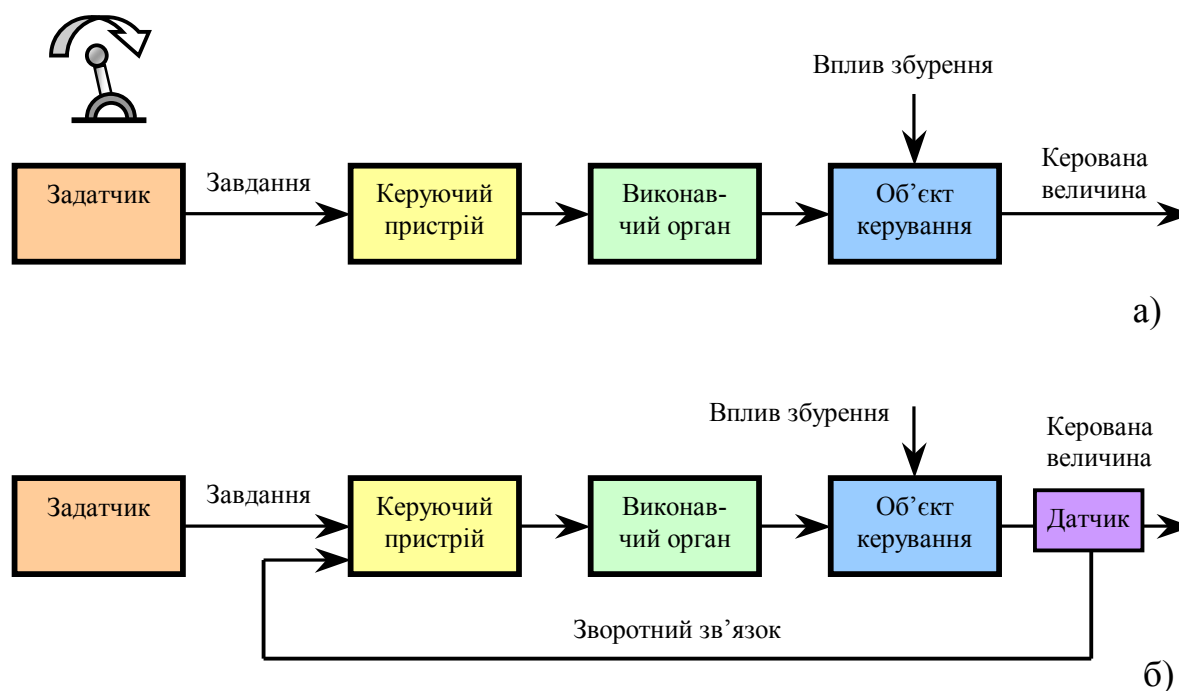 Вплив збурення
Задатчик
Завдання
Керуючий
пристрій
Виконав-
чий орган
Об’єкт
керування
Керована
величина
а)
Вплив збурення
Керована
величина
Задатчик
Завдання
Керуючий
пристрій
Виконав-
чий орган
Об’єкт
керування
Датчик
Зворотний зв’язок
б)